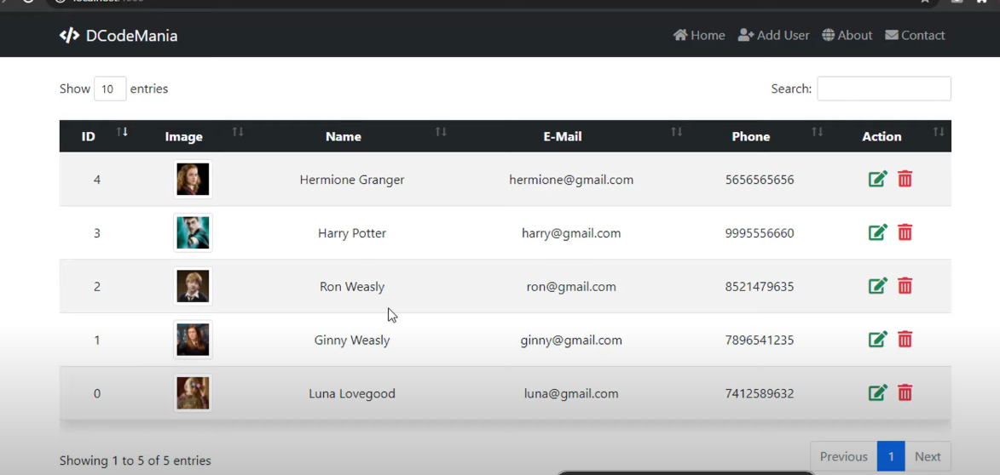 DCodeMania Home Add User About Contact
Show 10 entries Search:
ID Image Name E-Mail Phone Action
4 Hermione Granger hermione@gmail.com 5656565656
3 Harry Potter harry@gmail.com 9995556660
2 Ron Weasly ron@gmail.com 8521479635
1 Ginny Weasly ginny@gmail.com 7896541235
0 Luna Lovegood luna@gmail.com 7412589632
Showing 1 to 5 of 5 entries Previous 1 Next